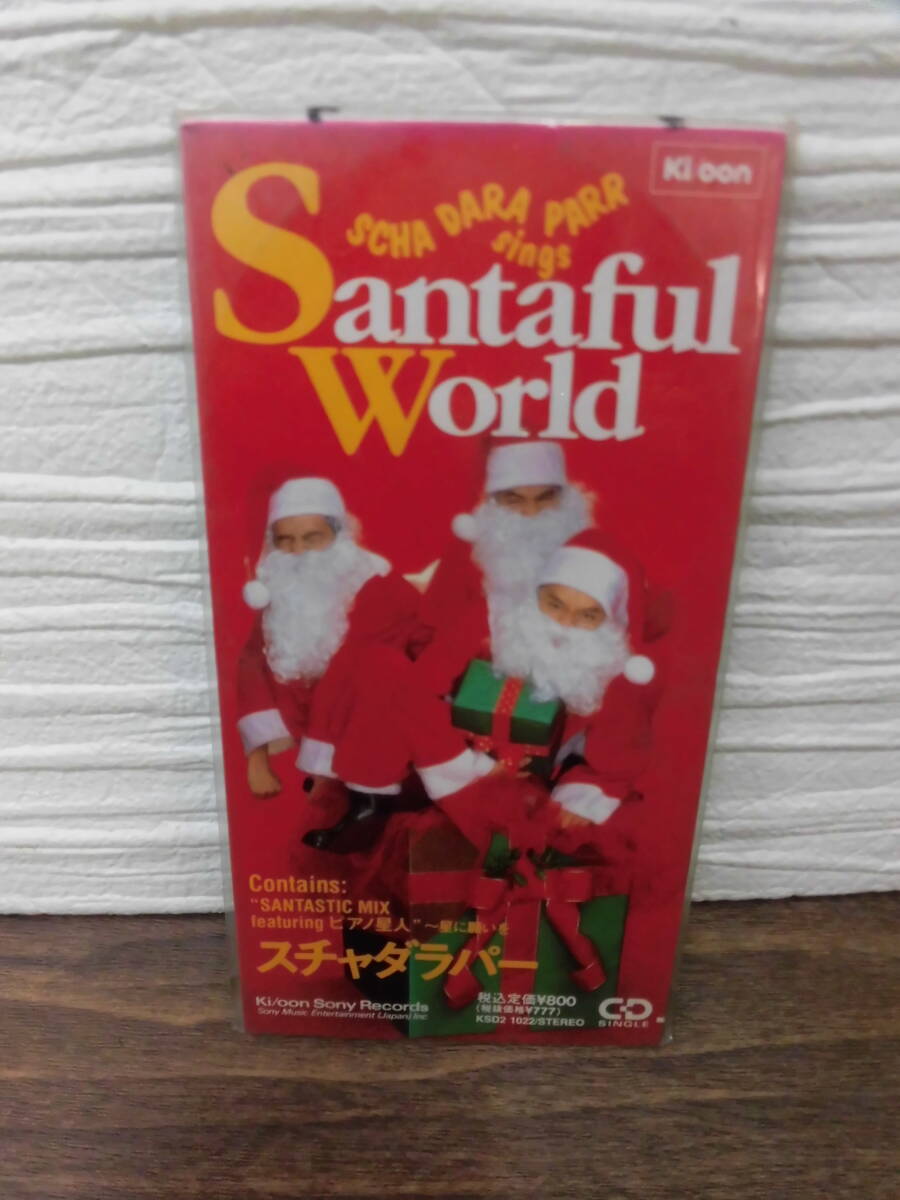 Ki/oon
SCHA DARA PARR
sings
Santaful
World
Contains:
"SANTASTIC MIX
featuring ピアノ星人"～星に願いを
スチャダラパー
Ki/oon Sony Records
Sony Music Entertainment (Japan) Inc.
税込定価¥800
(税抜価格¥777)
KSD2 1022/STEREO
CD
SINGLE